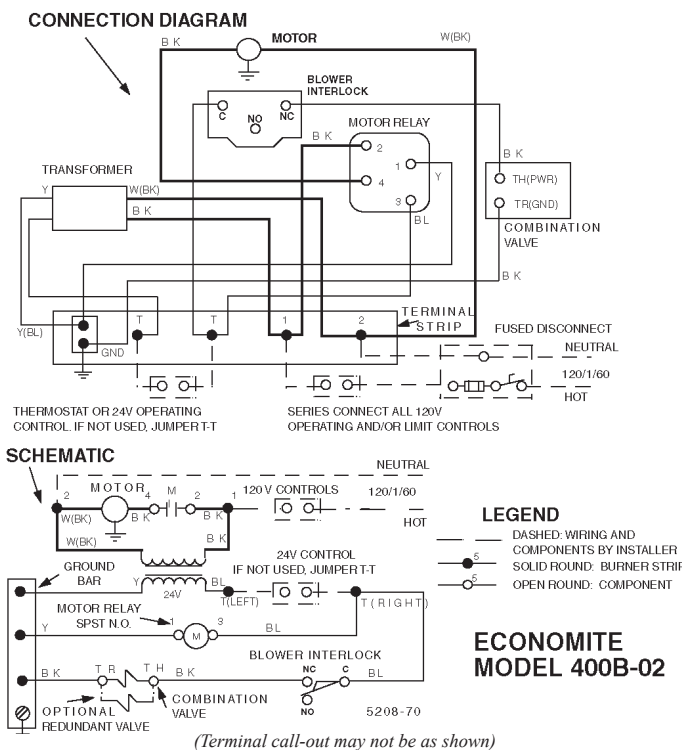 CONNECTION DIAGRAM
B K
MOTOR
W(BK)
BLOWER
INTERLOCK
C
NO
NC
MOTOR RELAY
B K
2
1
Y
4
3
BL
B K
TH(PWR)
TR(GND)
COMBINATION
VALVE
B K
TRANSFORMER
Y
W(BK)
B K
T
T
1
2
TERMINAL
STRIP
Y(BL)
GND
FUSED DISCONNECT
NEUTRAL
120/1/60
HOT
THERMOSTAT OR 24V OPERATING
CONTROL. IF NOT USED, JUMPER T-T
SERIES CONNECT ALL 120V
OPERATING AND/OR LIMIT CONTROLS
SCHEMATIC
NEUTRAL
2
MOTOR
4
M
2
1
120 V CONTROLS
120/1/60
HOT
W(BK)
B K
B K
W(BK)
B K
LEGEND
DASHED: WIRING AND
COMPONENTS BY INSTALLER
5
SOLID ROUND: BURNER STRIP
5
OPEN ROUND: COMPONENT
GROUND
BAR
24V CONTROL
IF NOT USED, JUMPER T-T
Y
24V
BL
T(LEFT)
T(RIGHT)
MOTOR RELAY
SPST N.O.
Y
1
M
3
BL
BLOWER INTERLOCK
B K
T R
T H
B K
NC
C
BL
NO
COMBINATION
VALVE
OPTIONAL
REDUNDANT VALVE
5208-70
ECONOMITE
MODEL 400B-02
(Terminal call-out may not be as shown)